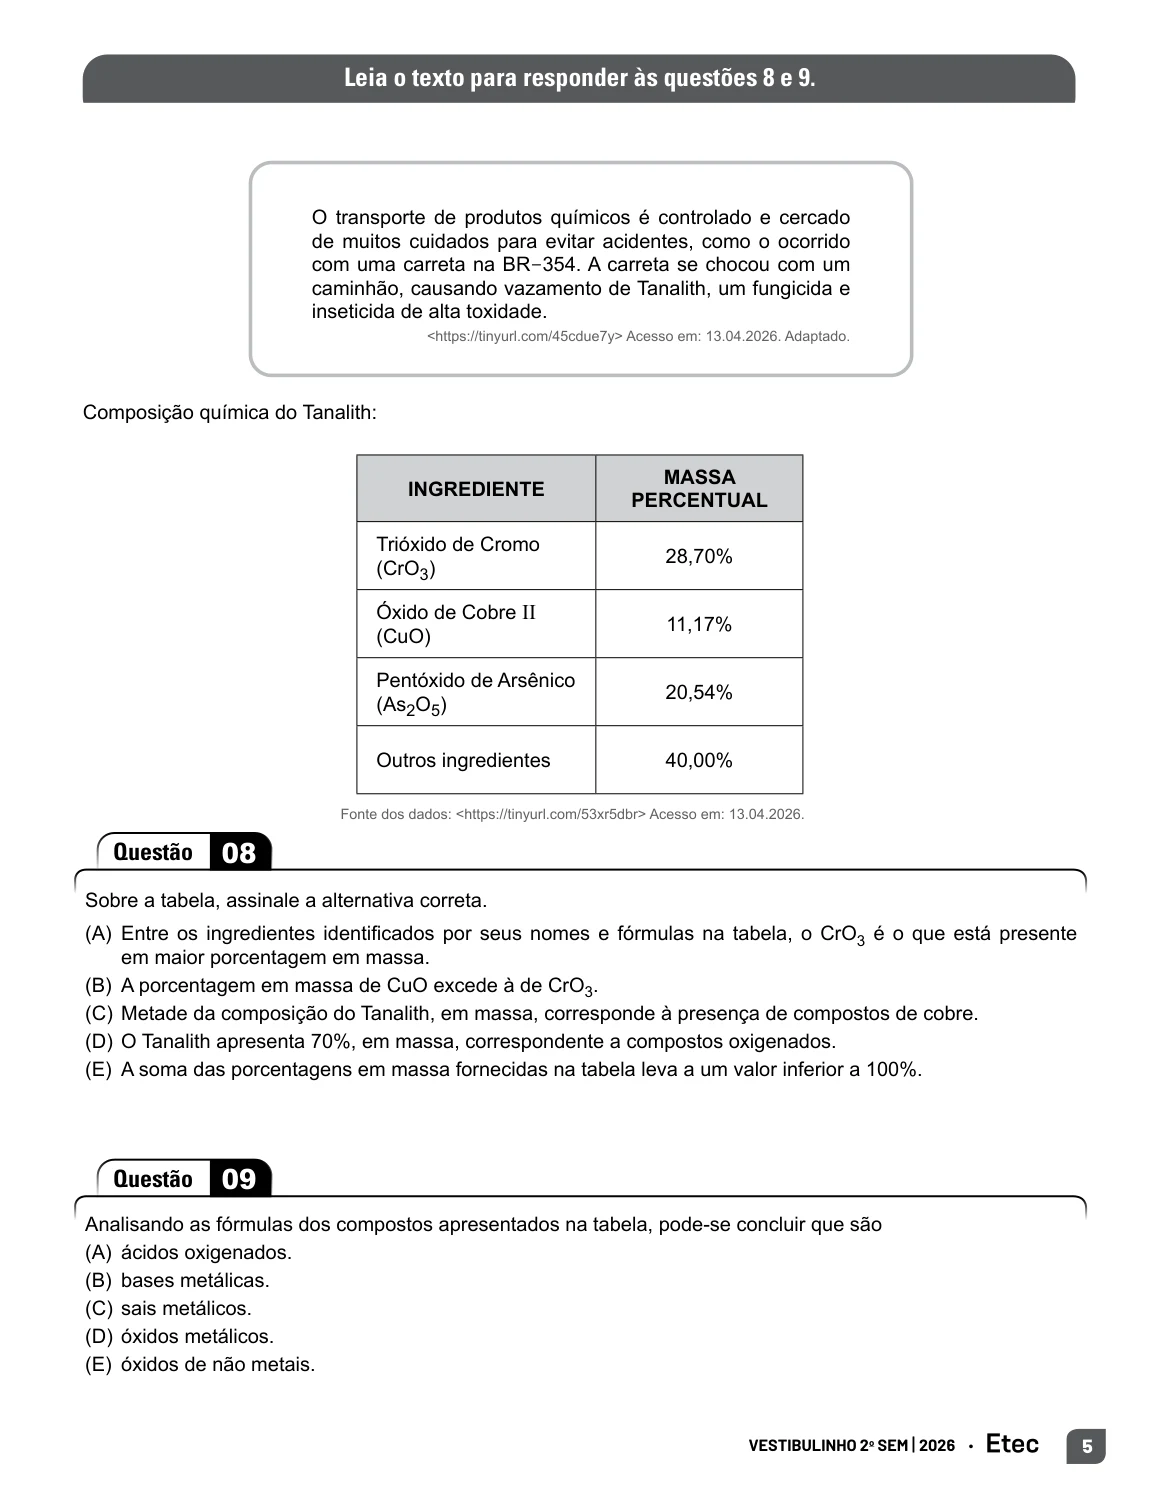 Leia o texto para responder às questões 8 e 9.
O transporte de produtos químicos é controlado e cercado
de muitos cuidados para evitar acidentes, como o ocorrido
com uma carreta na BR−354. A carreta se chocou com um
caminhão, causando vazamento de Tanalith, um fungicida e
inseticida de alta toxidade.
<https://tinyurl.com/45cdue7y> Acesso em: 13.04.2026. Adaptado.
Composição química do Tanalith:
INGREDIENTE
MASSA
PERCENTUAL
Trióxido de Cromo
(CrO3)
28,70%
Óxido de Cobre II
(CuO)
11,17%
Pentóxido de Arsênico
(As2O5)
20,54%
Outros ingredientes
40,00%
Fonte dos dados: <https://tinyurl.com/53xr5dbr> Acesso em: 13.04.2026.
Questão 08
Sobre a tabela, assinale a alternativa correta.
(A) Entre os ingredientes identificados por seus nomes e fórmulas na tabela, o CrO3 é o que está presente
em maior porcentagem em massa.
(B) A porcentagem em massa de CuO excede à de CrO3.
(C) Metade da composição do Tanalith, em massa, corresponde à presença de compostos de cobre.
(D) O Tanalith apresenta 70%, em massa, correspondente a compostos oxigenados.
(E) A soma das porcentagens em massa fornecidas na tabela leva a um valor inferior a 100%.
Questão 09
Analisando as fórmulas dos compostos apresentados na tabela, pode-se concluir que são
(A) ácidos oxigenados.
(B) bases metálicas.
(C) sais metálicos.
(D) óxidos metálicos.
(E) óxidos de não metais.
VESTIBULINHO 2º SEM | 2026 • Etec 5